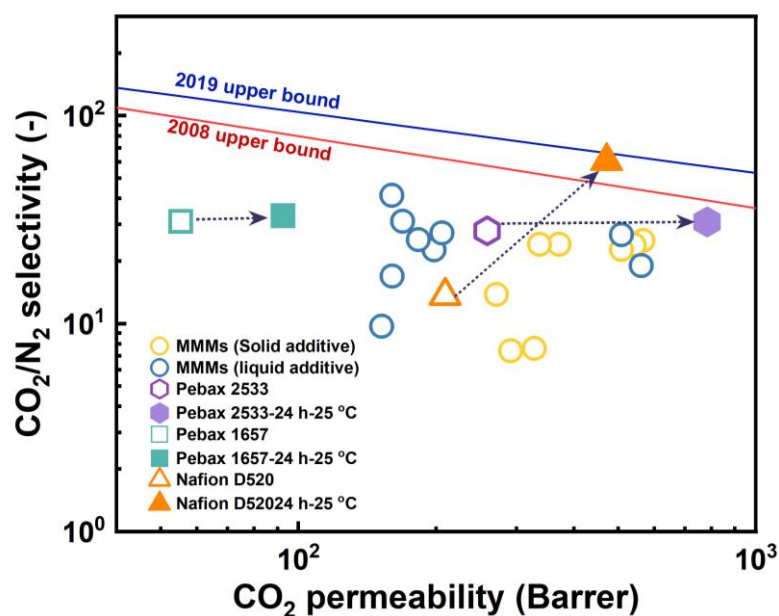 2019 upper bound
2008 upper bound
CO₂/N₂ selectivity (-)
10²
10¹
10⁰
MMMs (Solid additive)
MMMs (liquid additive)
Pebax 2533
Pebax 2533-24 h-25 °C
Pebax 1657
Pebax 1657-24 h-25 °C
Nafion D520
Nafion D52024 h-25 °C
10²
10³
CO₂ permeability (Barrer)